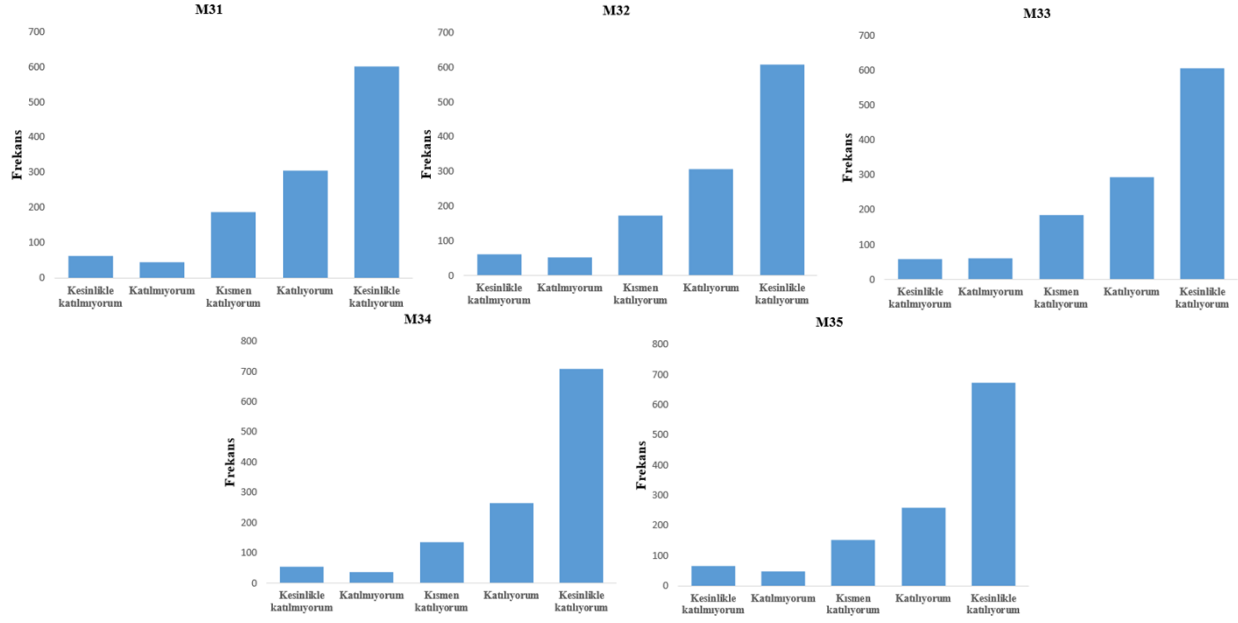 M31
700
600
500
400
300
200
100
0
Frekans
Kesinlikle
katılmıyorum
Katılmıyorum
Kısmen
katılıyorum
Katılıyorum
Kesinlikle
katılıyorum
M32
700
600
500
400
300
200
100
0
Frekans
Kesinlikle
katılmıyorum
Katılmıyorum
Kısmen
katılıyorum
Katılıyorum
Kesinlikle
katılıyorum
M33
700
600
500
400
300
200
100
0
Frekans
Kesinlikle
katılmıyorum
Katılmıyorum
Kısmen
katılıyorum
Katılıyorum
Kesinlikle
katılıyorum
M34
800
700
600
500
400
300
200
100
0
Frekans
Kesinlikle
katılmıyorum
Katılmıyorum
Kısmen
katılıyorum
Katılıyorum
Kesinlikle
katılıyorum
M35
800
700
600
500
400
300
200
100
0
Frekans
Kesinlikle
katılmıyorum
Katılmıyorum
Kısmen
katılıyorum
Katılıyorum
Kesinlikle
katılıyorum